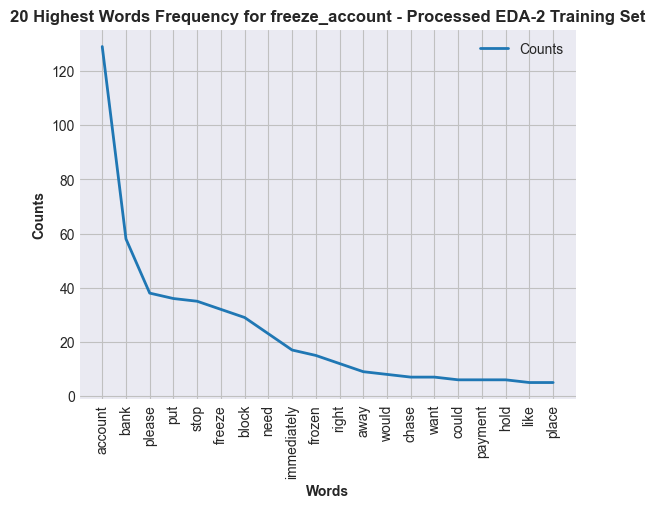 20 Highest Words Frequency for freeze_account - Processed EDA-2 Training Set
Counts
120
100
80
60
40
20
0
Counts
account
bank
please
put
stop
freeze
block
need
immediately
frozen
right
away
would
chase
want
could
payment
hold
like
place
Words